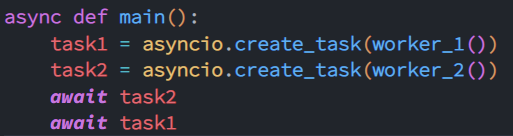 async def main():
    task1 = asyncio.create_task(worker_1())
    task2 = asyncio.create_task(worker_2())
    await task2
    await task1